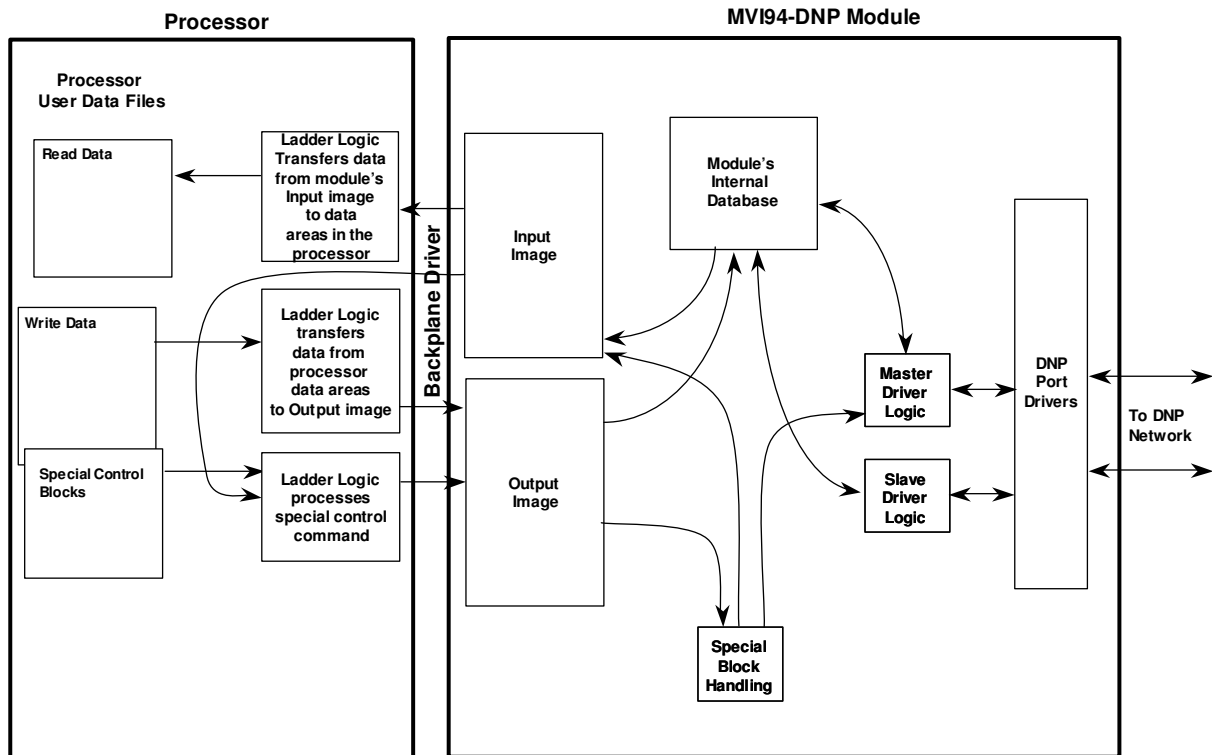 Processor
MVI94-DNP Module
Processor
User Data Files
Read Data
Ladder Logic
Transfers data
from module's
Input image
to data
areas in the
processor
Write Data
Ladder Logic
transfers
data from
processor
data areas
to Output image
Special Control
Blocks
Ladder Logic
processes
special control
command
Backplane Driver
Input
Image
Output
Image
Module's
Internal
Database
Master
Driver
Logic
Slave
Driver
Logic
Special
Block
Handling
DNP
Port
Drivers
To DNP
Network